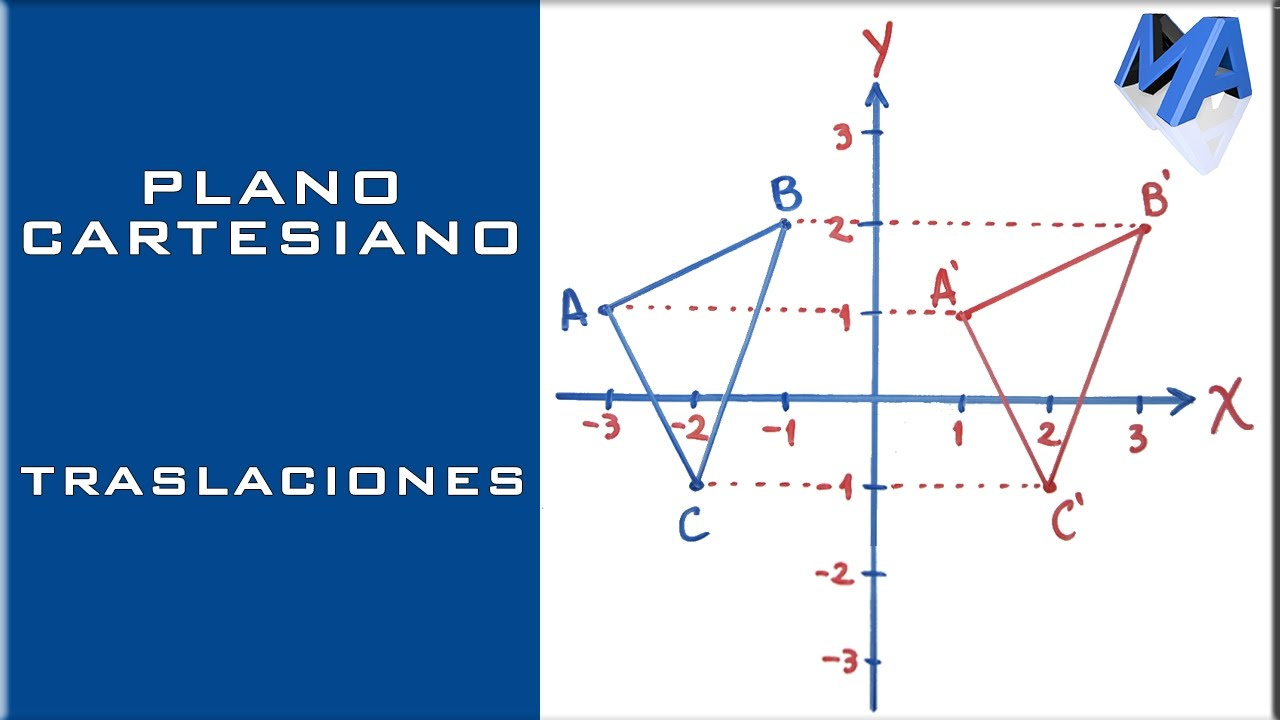 PLANO
CARTESIANO
TRASLACIONES
MA
Y
3
B
B'
2
A'
A
1
X
-3 -2 -1 1 2 3
-1
C
C'
-2
-3